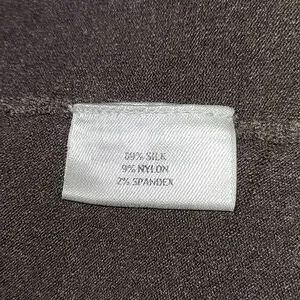 89% SILK
9% NYLON
2% SPANDEX